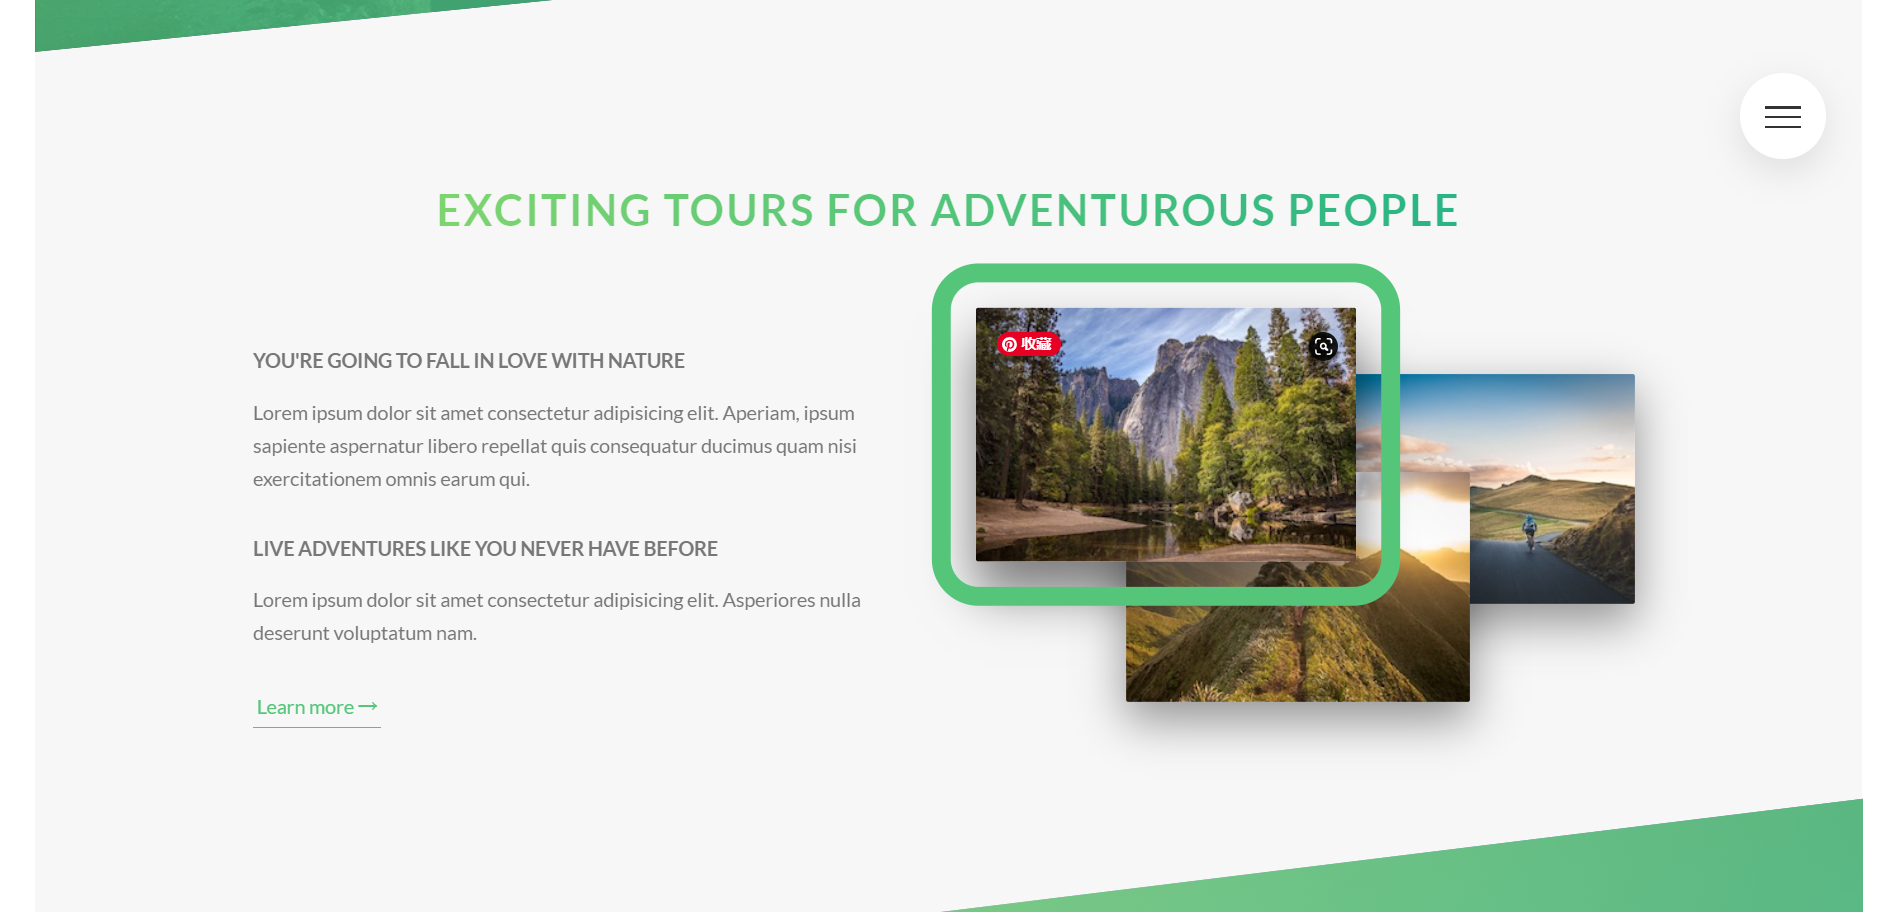 EXCITING TOURS FOR ADVENTUROUS PEOPLE
YOU'RE GOING TO FALL IN LOVE WITH NATURE
Lorem ipsum dolor sit amet consectetur adipisicing elit. Aperiam, ipsum
sapiente aspernatur libero repellat quis consequatur ducimus quam nisi
exercitationem omnis earum qui.
LIVE ADVENTURES LIKE YOU NEVER HAVE BEFORE
Lorem ipsum dolor sit amet consectetur adipisicing elit. Asperiores nulla
deserunt voluptatum nam.
Learn more →
收藏